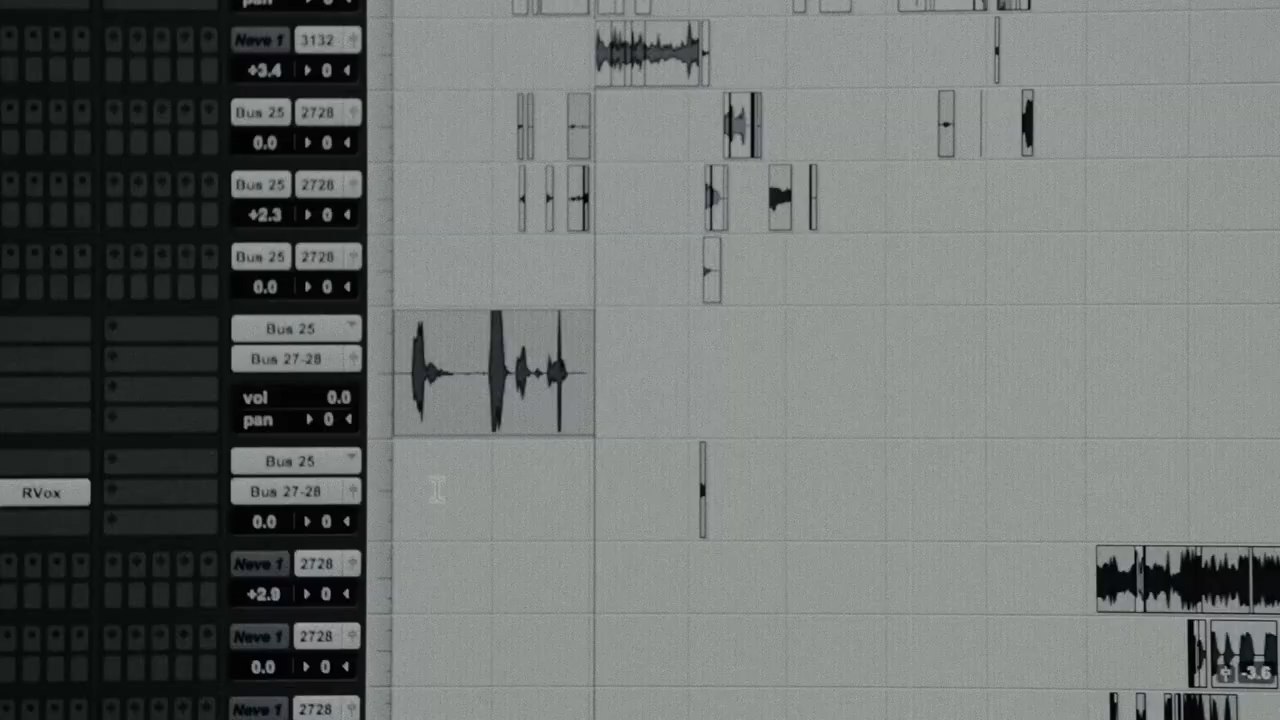 pan 0
Neve 1 3132
+3.4 0
Bus 25 2728
0.0 0
Bus 25 2728
+2.3 0
Bus 25 2728
0.0 0
Bus 25
Bus 27-28
vol 0.0
pan 0
Bus 25
RVox Bus 27-28
0.0 0
Neve 1 2728
+2.9 0
Neve 1 2728
0.0 0
-3.6
Neve 1 2728